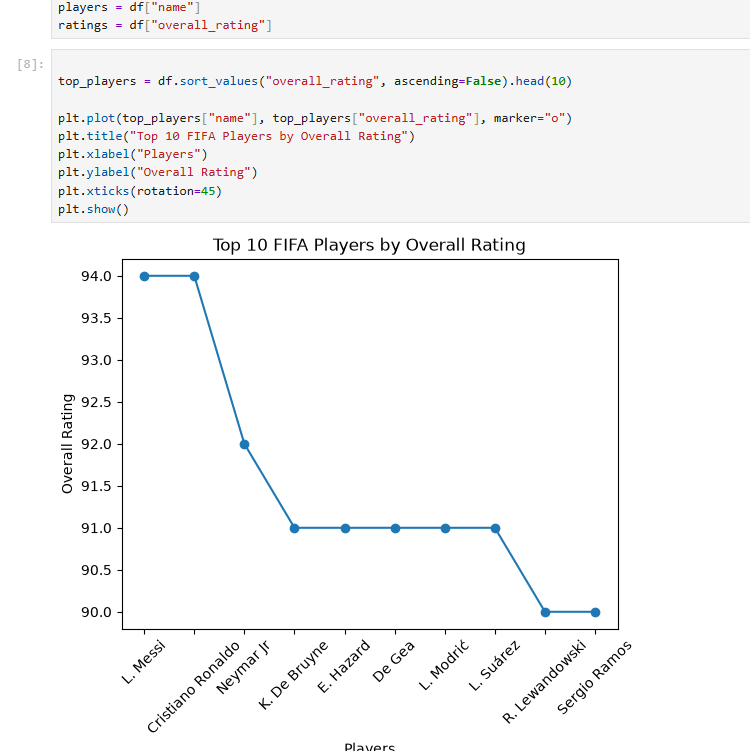 players = df["name"]
ratings = df["overall_rating"]
[8]:
top_players = df.sort_values("overall_rating", ascending=False).head(10)
plt.plot(top_players["name"], top_players["overall_rating"], marker="o")
plt.title("Top 10 FIFA Players by Overall Rating")
plt.xlabel("Players")
plt.ylabel("Overall Rating")
plt.xticks(rotation=45)
plt.show()
Top 10 FIFA Players by Overall Rating
94.0
93.5
93.0
92.5
92.0
91.5
91.0
90.5
90.0
Overall Rating
L. Messi
Cristiano Ronaldo
Neymar Jr
K. De Bruyne
E. Hazard
De Gea
L. Modrić
L. Suárez
R. Lewandowski
Sergio Ramos
Players